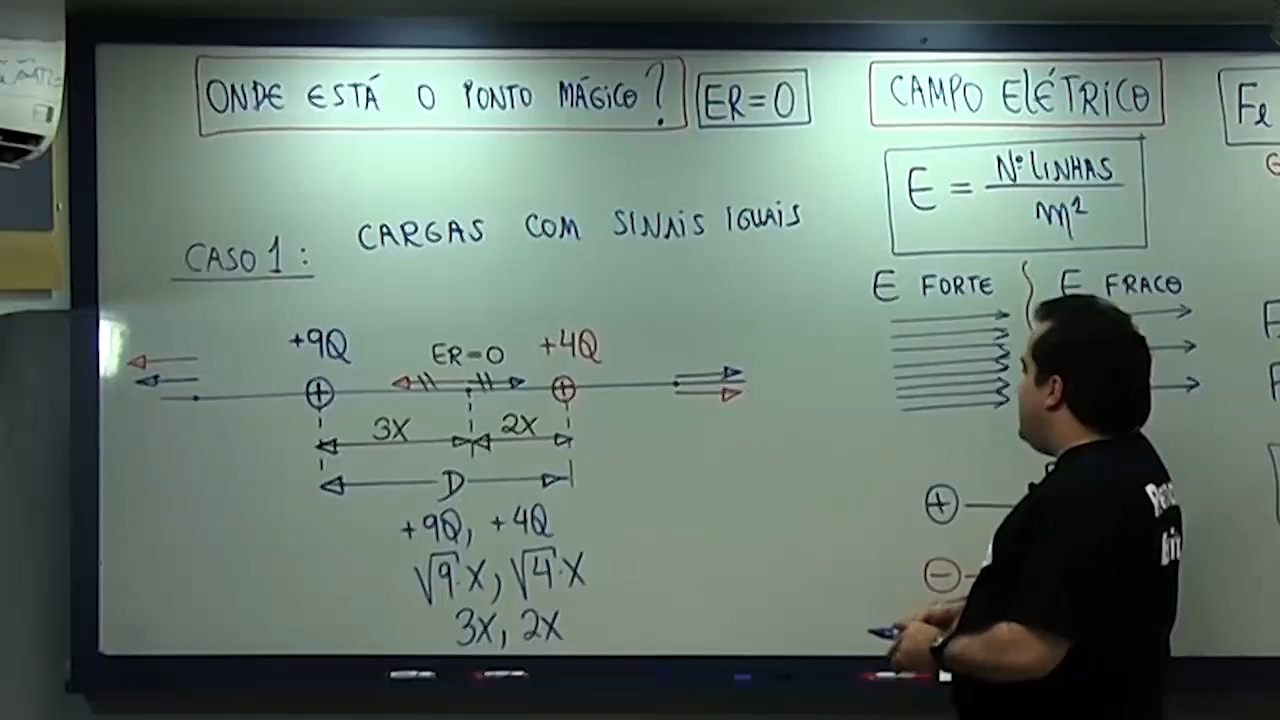 ONDE ESTÁ O PONTO MÁGICO? ER=0
CASO 1: CARGAS COM SINAIS IGUAIS
+9Q ER=0 +4Q
+ +
3X 2X
D
+9Q, +4Q
√9·X, √4·X
3X, 2X
CAMPO ELÉTRICO
E = Nº LINHAS
m²
E FORTE E FRACO
+
−